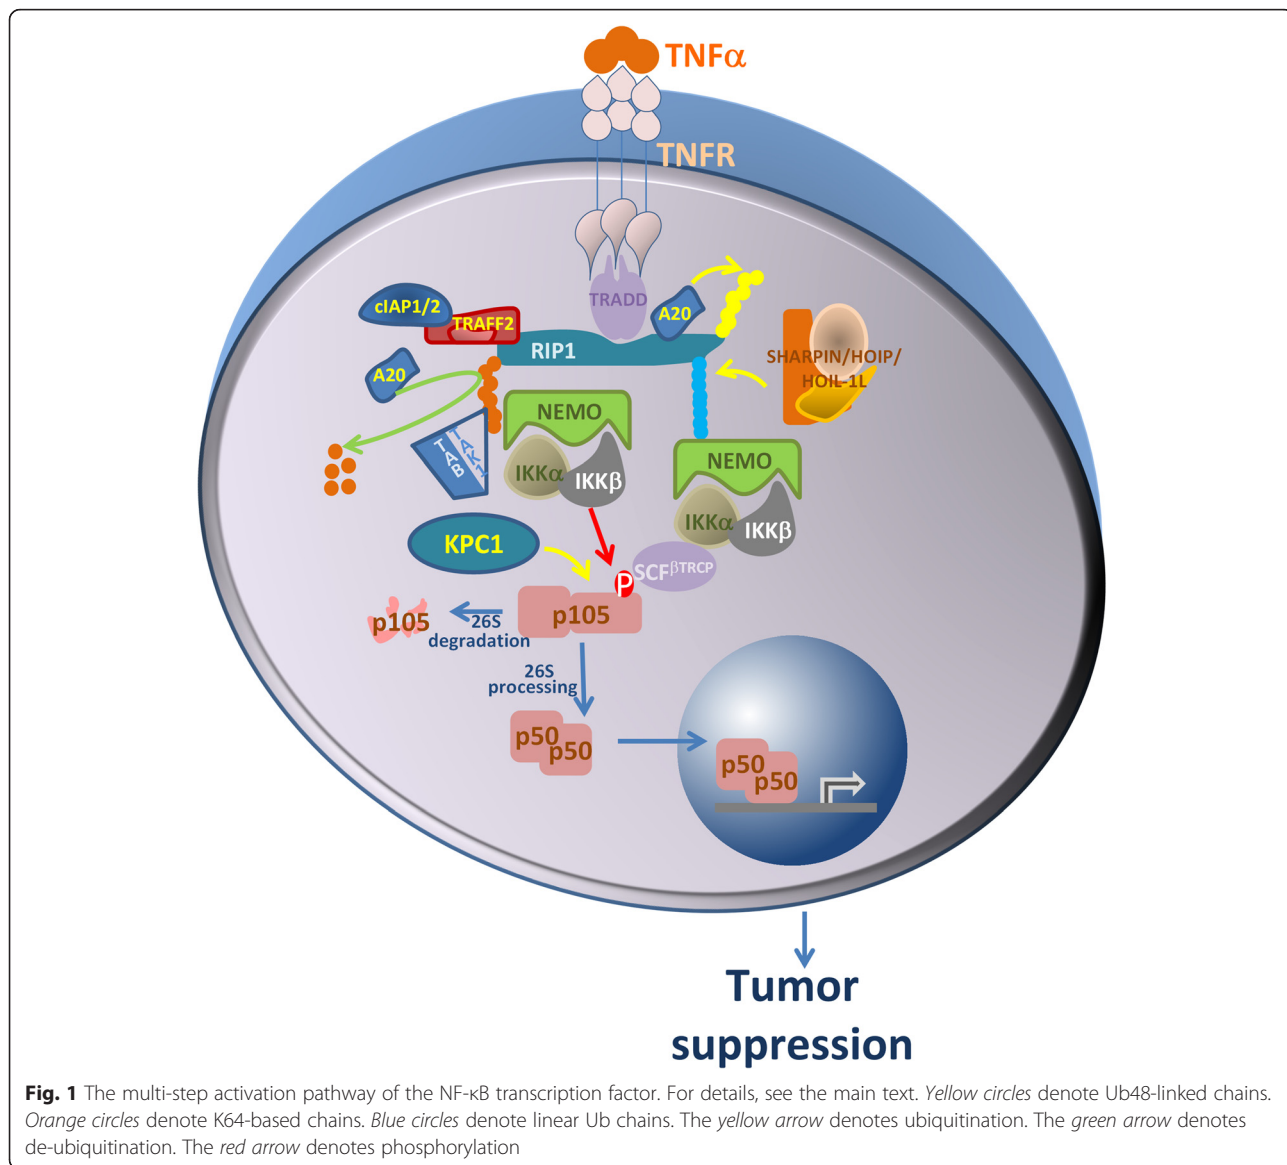 TNFα
TNFR
TRADD
cIAP1/2
TRAFF2
A20
RIP1
SHARPIN/HOIP/
HOIL-1L
A20
NEMO
TAB
TAK1
IKKα
IKKβ
NEMO
IKKα
IKKβ
KPC1
SCFβTRCP
P
p105
p105
26S
degradation
26S
processing
p50
p50
p50
p50
Tumor
suppression
Fig. 1 The multi-step activation pathway of the NF-κB transcription factor. For details, see the main text. Yellow circles denote Ub48-linked chains.
Orange circles denote K64-based chains. Blue circles denote linear Ub chains. The yellow arrow denotes ubiquitination. The green arrow denotes
de-ubiquitination. The red arrow denotes phosphorylation